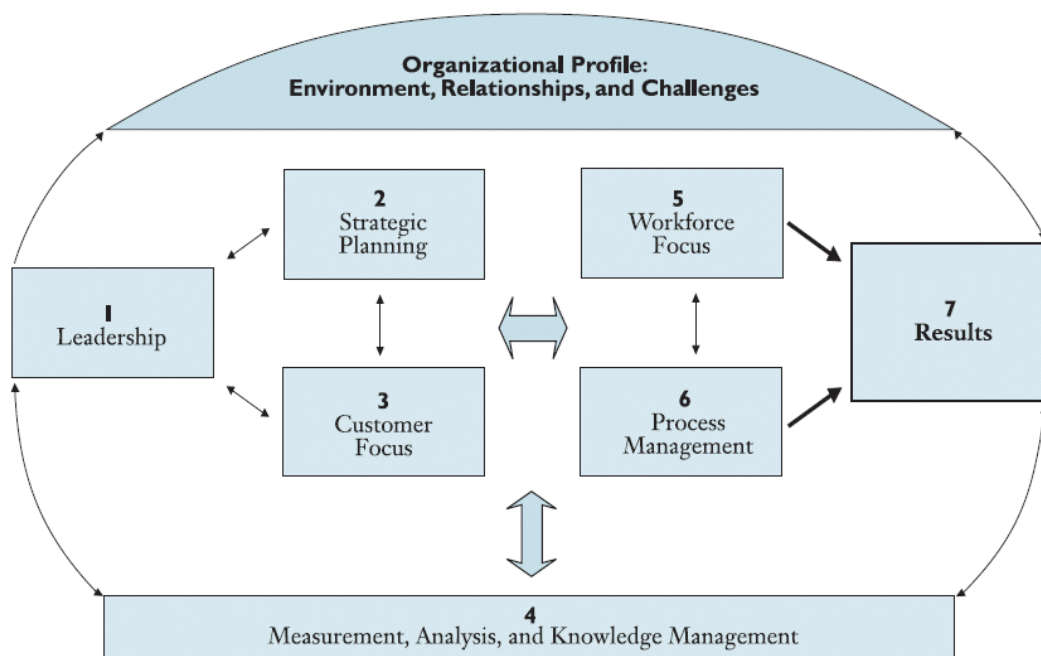 Organizational Profile:
Environment, Relationships, and Challenges
2
Strategic
Planning
5
Workforce
Focus
1
Leadership
7
Results
3
Customer
Focus
6
Process
Management
4
Measurement, Analysis, and Knowledge Management